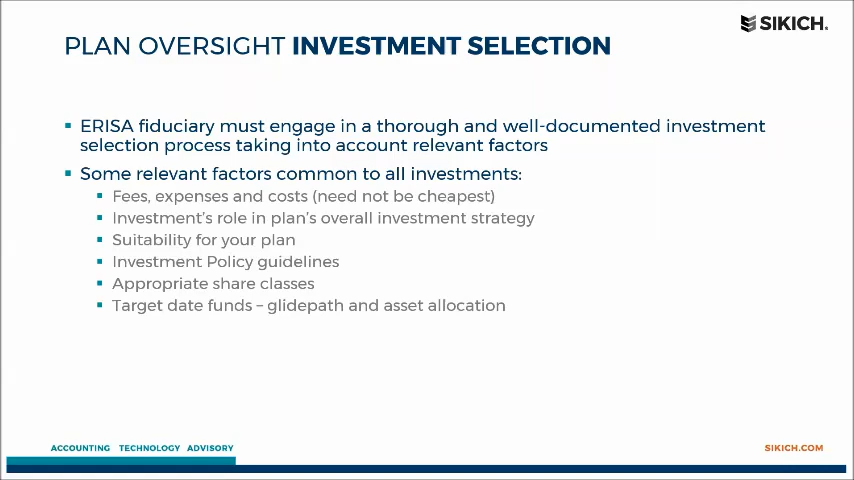 SIKICH.
PLAN OVERSIGHT INVESTMENT SELECTION
▪ ERISA fiduciary must engage in a thorough and well-documented investment
selection process taking into account relevant factors
▪ Some relevant factors common to all investments:
▪ Fees, expenses and costs (need not be cheapest)
▪ Investment's role in plan's overall investment strategy
▪ Suitability for your plan
▪ Investment Policy guidelines
▪ Appropriate share classes
▪ Target date funds – glidepath and asset allocation
ACCOUNTING TECHNOLOGY ADVISORY
SIKICH.COM